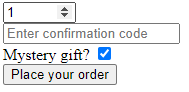 1
Enter confirmation code
Mystery gift?
Place your order